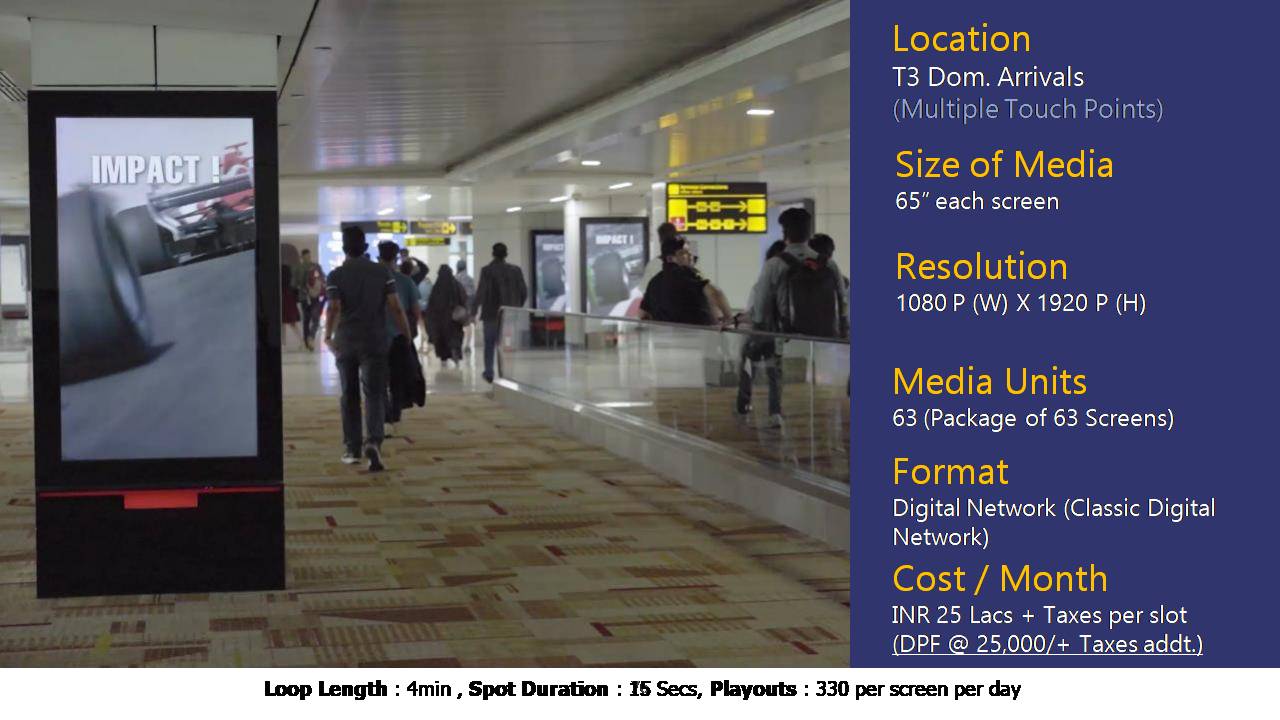 IMPACT !
IMPACT !
Location
T3 Dom. Arrivals
(Multiple Touch Points)
Size of Media
65” each screen
Resolution
1080 P (W) X 1920 P (H)
Media Units
63 (Package of 63 Screens)
Format
Digital Network (Classic Digital
Network)
Cost / Month
INR 25 Lacs + Taxes per slot
(DPF @ 25,000/+ Taxes addt.)
Loop Length : 4min , Spot Duration : Secs, Playouts : 330 per screen per day